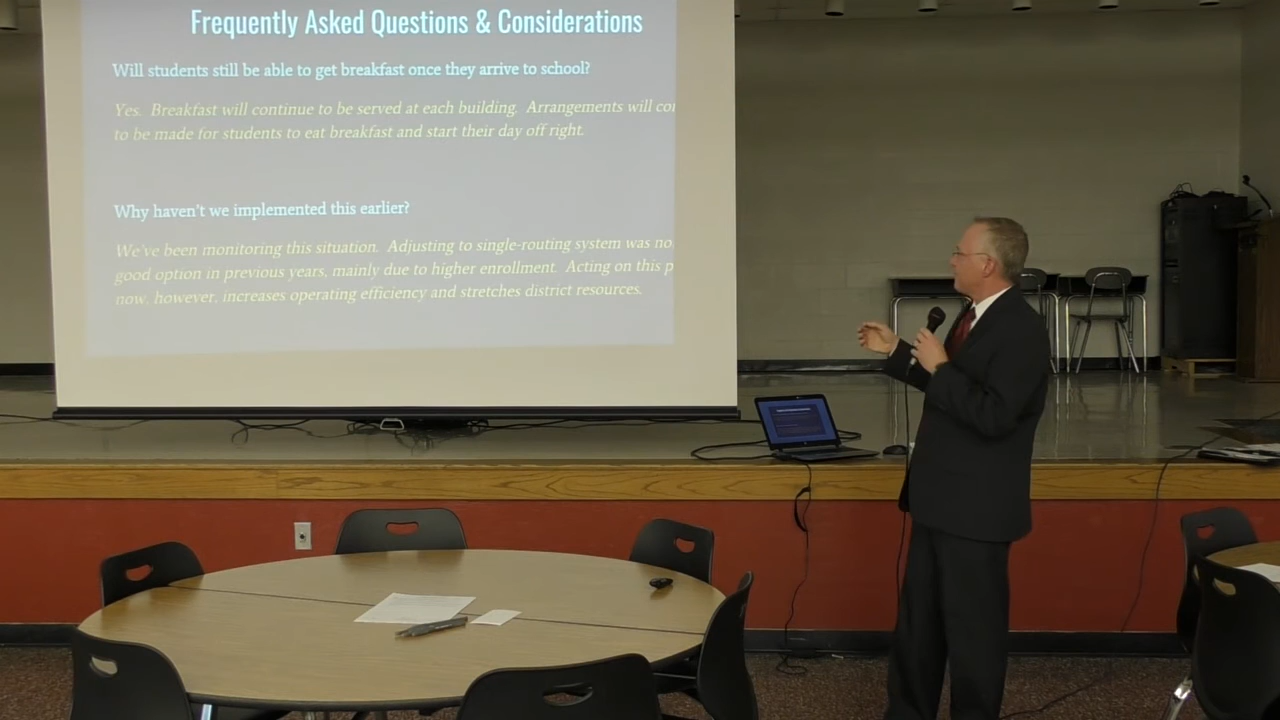 Frequently Asked Questions & Considerations
Will students still be able to get breakfast once they arrive to school?
Yes. Breakfast will continue to be served at each building. Arrangements will
to be made for students to eat breakfast and start their day off right.
Why haven't we implemented this earlier?
We've been monitoring this situation. Adjusting to single-routing system was
good option in previous years, mainly due to higher enrollment. Acting on this
now, however, increases operating efficiency and stretches district resources.